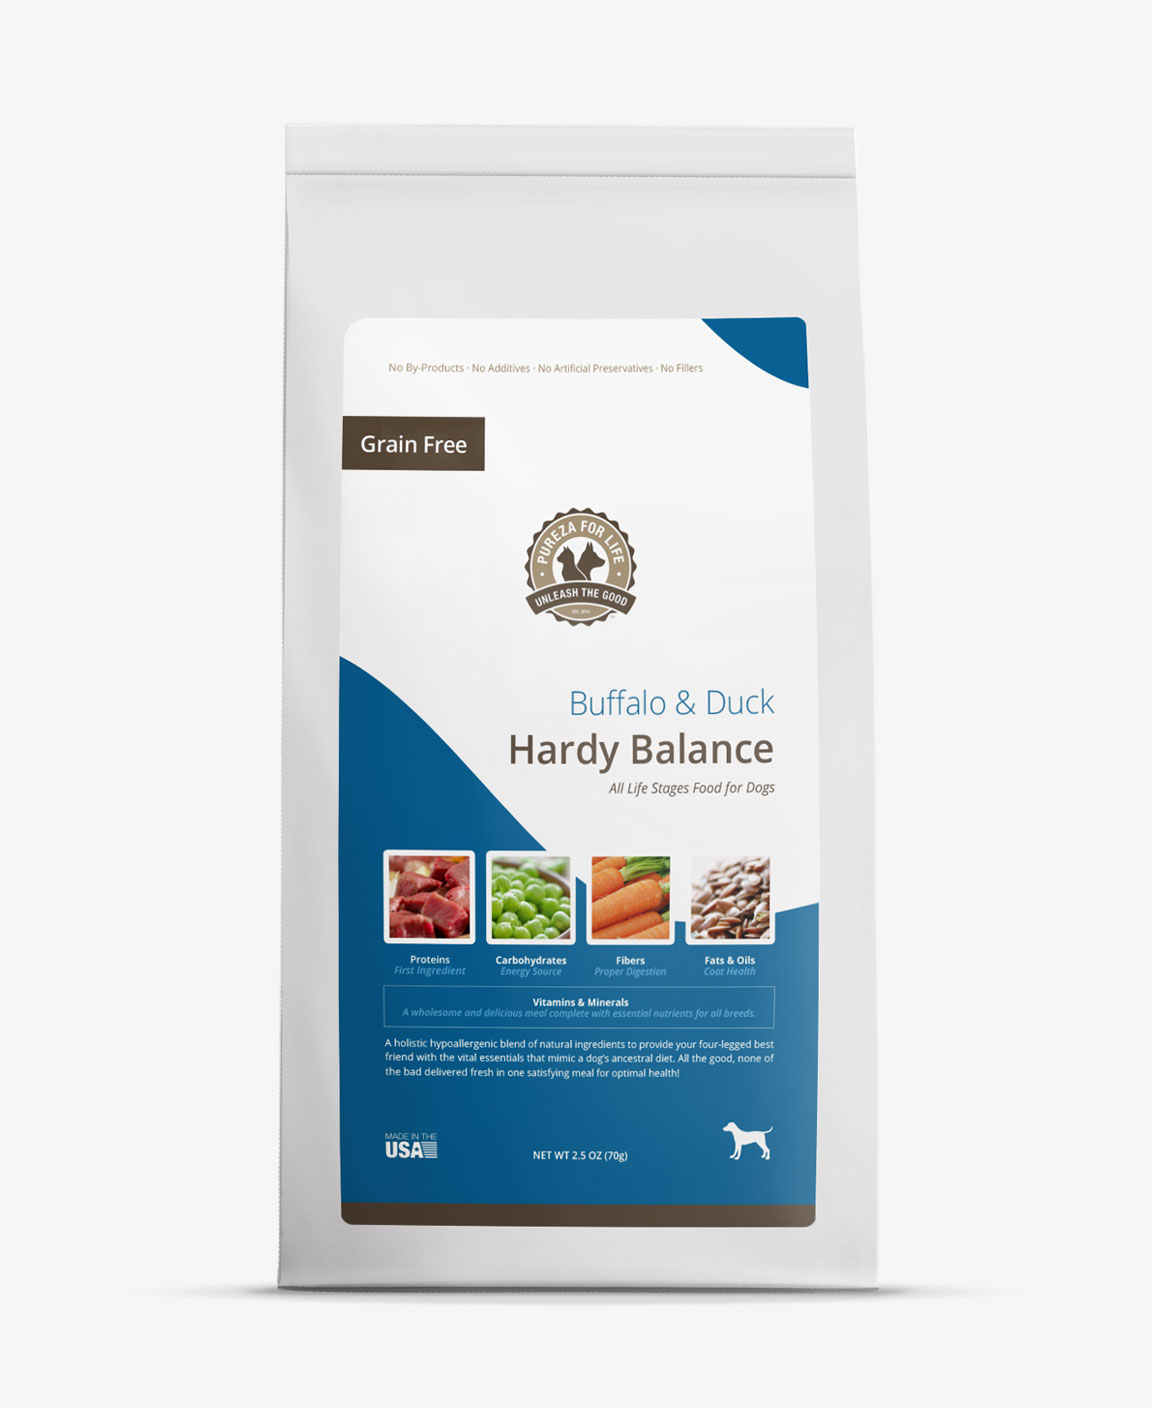 No By-Products · No Additives · No Artificial Preservatives · No Fillers
Grain Free
PUREZA FOR LIFE
UNLEASH THE GOOD
Buffalo & Duck
Hardy Balance
All Life Stages Food for Dogs
Proteins
First Ingredient
Carbohydrates
Energy Source
Fibers
Proper Digestion
Fats & Oils
Coat Health
Vitamins & Minerals
A wholesome and delicious meal complete with essential nutrients for all breeds.
A holistic hypoallergenic blend of natural ingredients to provide your four-legged best
friend with the vital essentials that mimic a dog's ancestral diet. All the good, none of
the bad delivered fresh in one satisfying meal for optimal health!
MADE IN THE
USA
NET WT 2.5 OZ (70g)